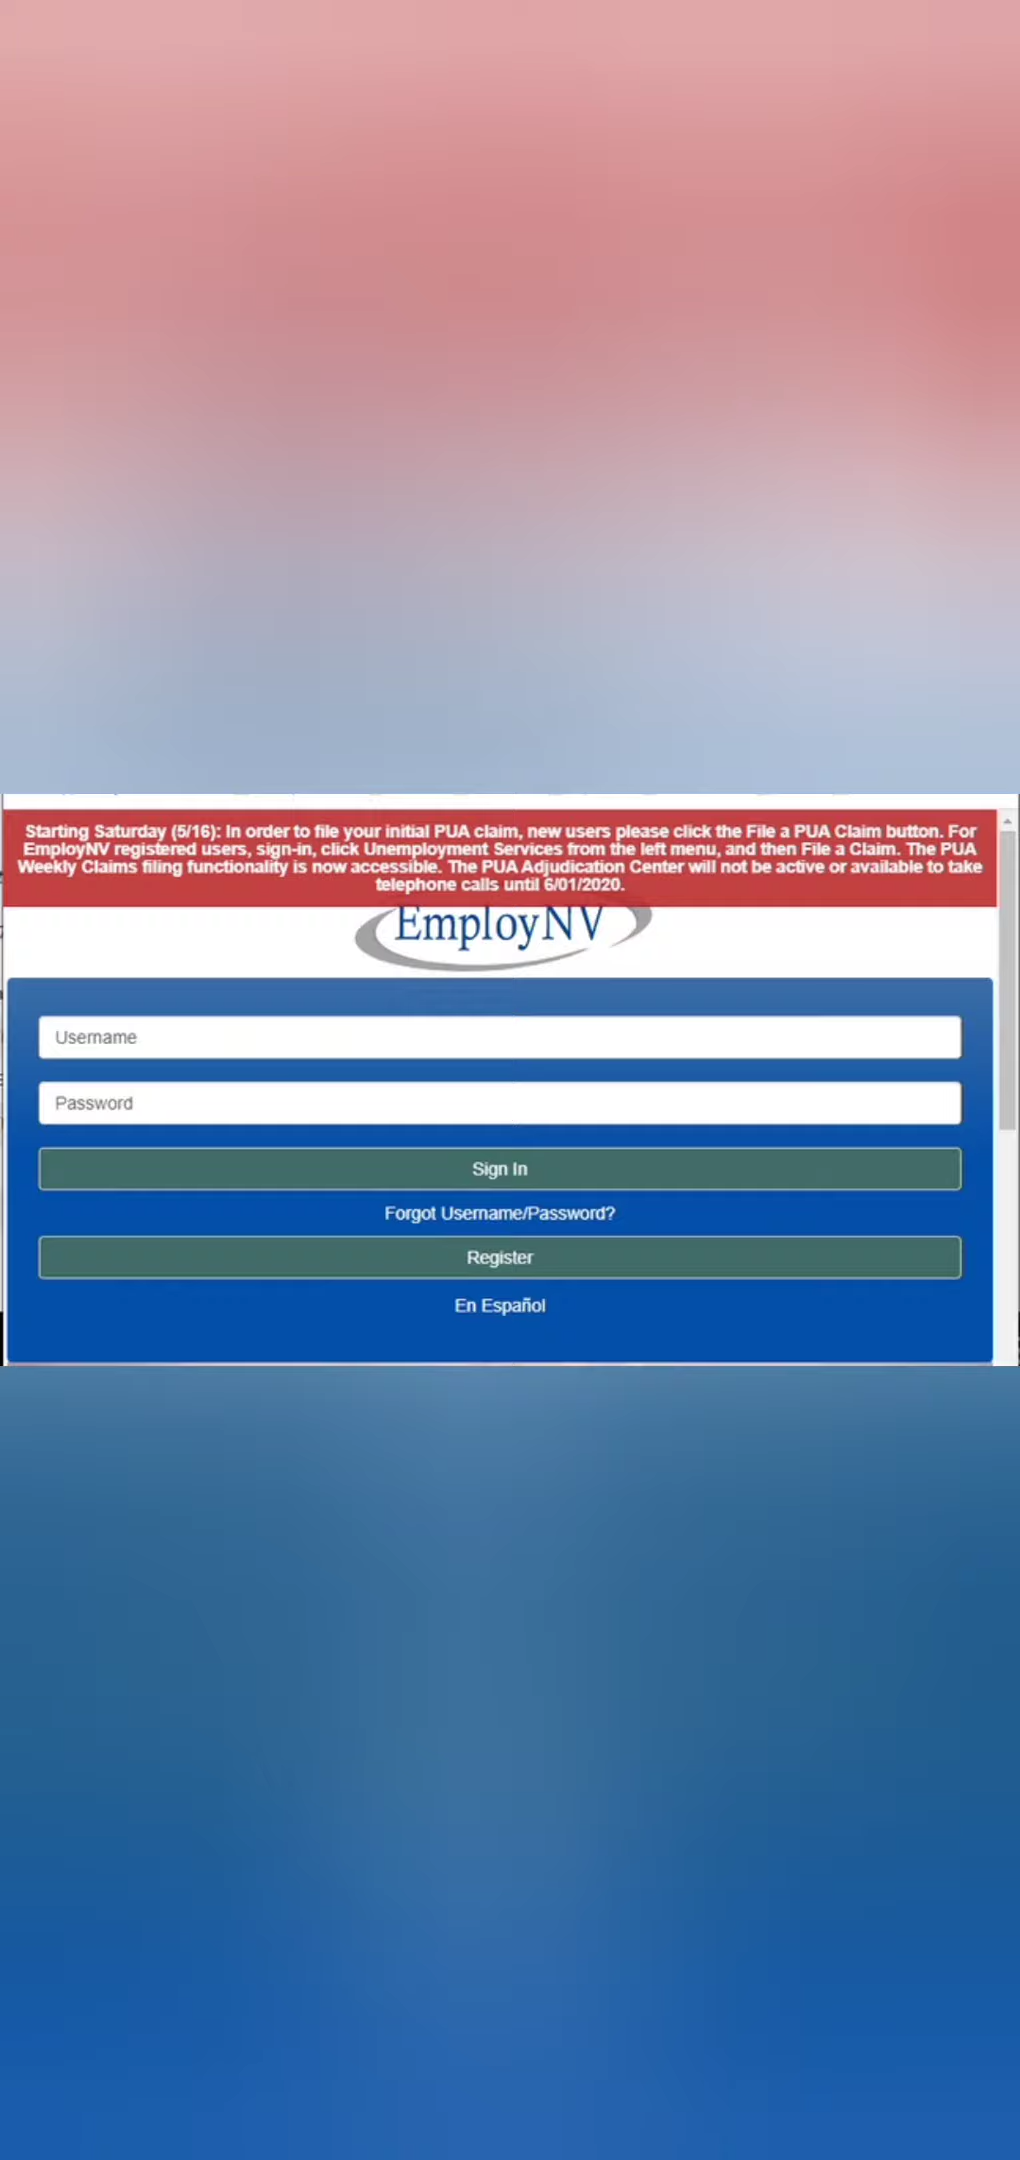 Starting Saturday (5/16): In order to file your initial PUA claim, new users please click the File a PUA Claim button. For
EmployNV registered users, sign-in, click Unemployment Services from the left menu, and then File a Claim. The PUA
Weekly Claims filing functionality is now accessible. The PUA Adjudication Center will not be active or available to take
telephone calls until 6/01/2020.
EmployNV
Username
Password
Sign In
Forgot Username/Password?
Register
En Español